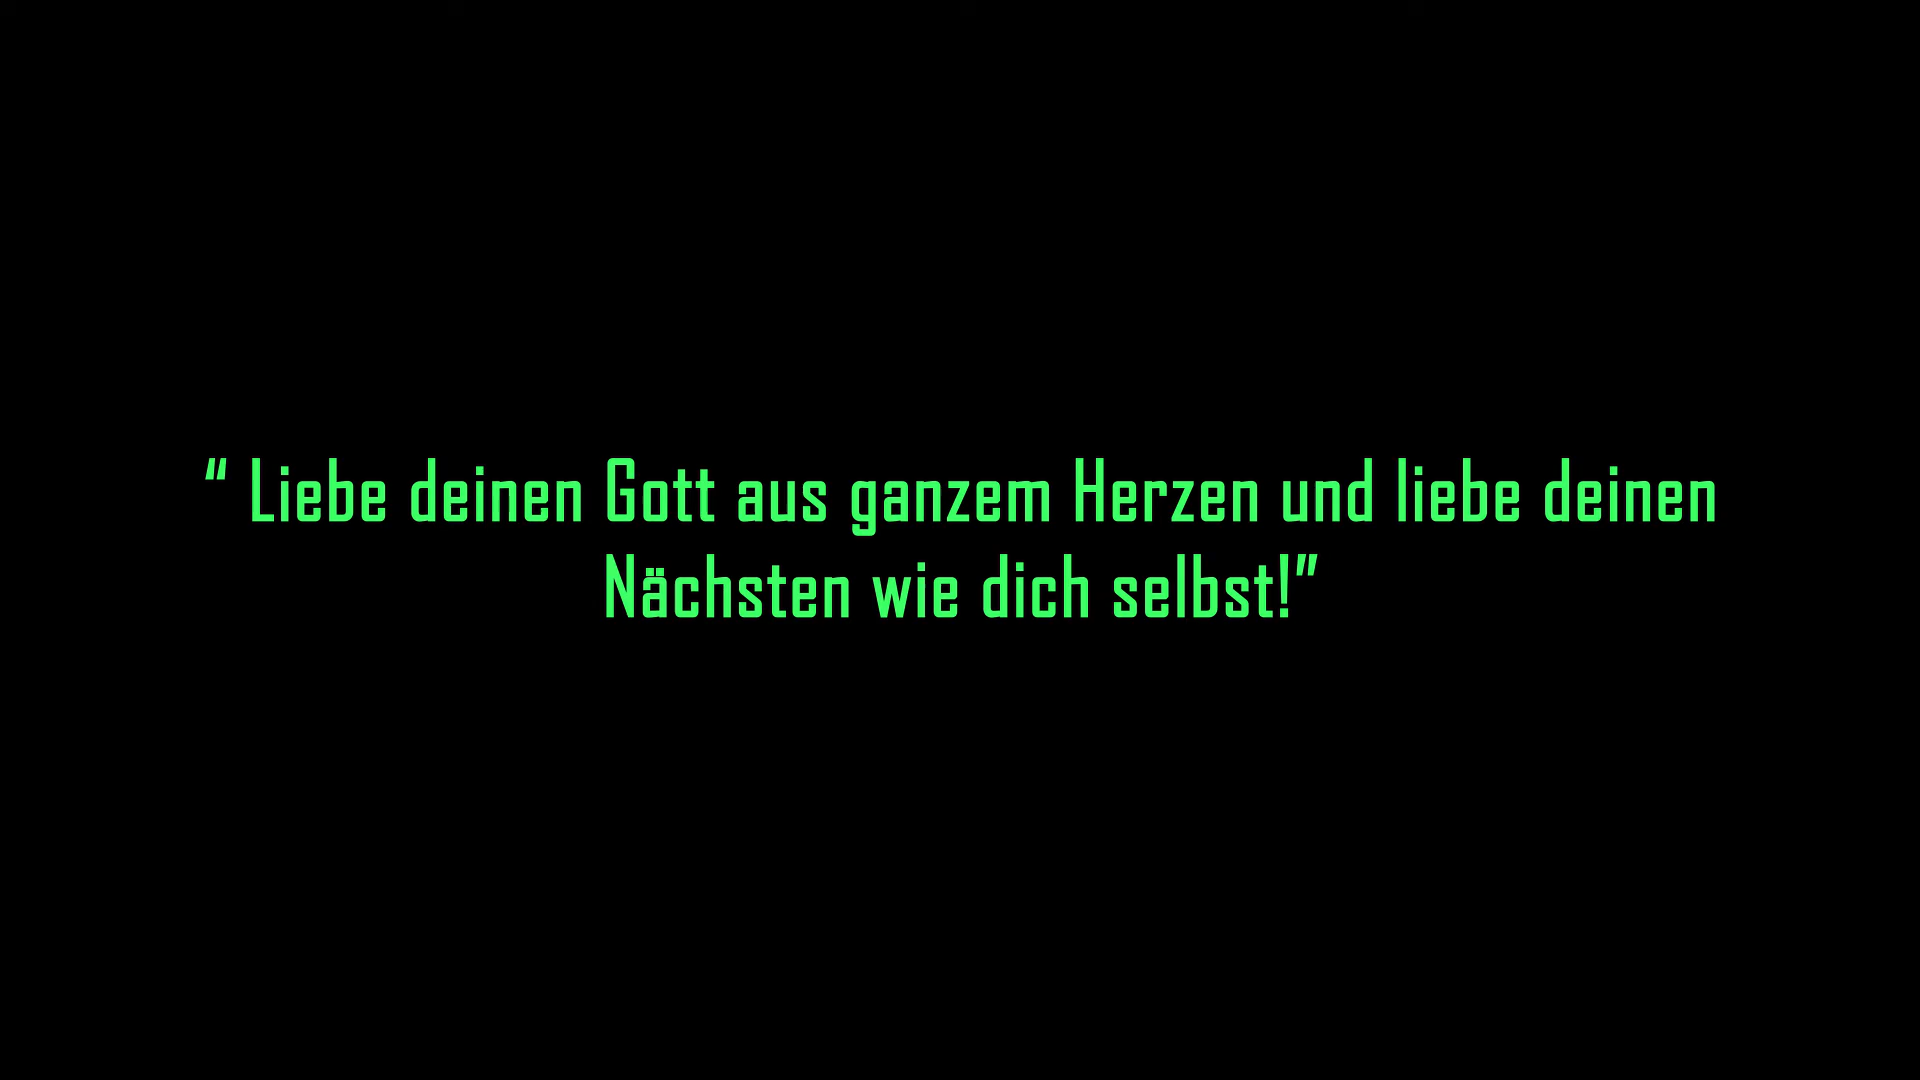 “ Liebe deinen Gott aus ganzem Herzen und liebe deinen
Nächsten wie dich selbst!”